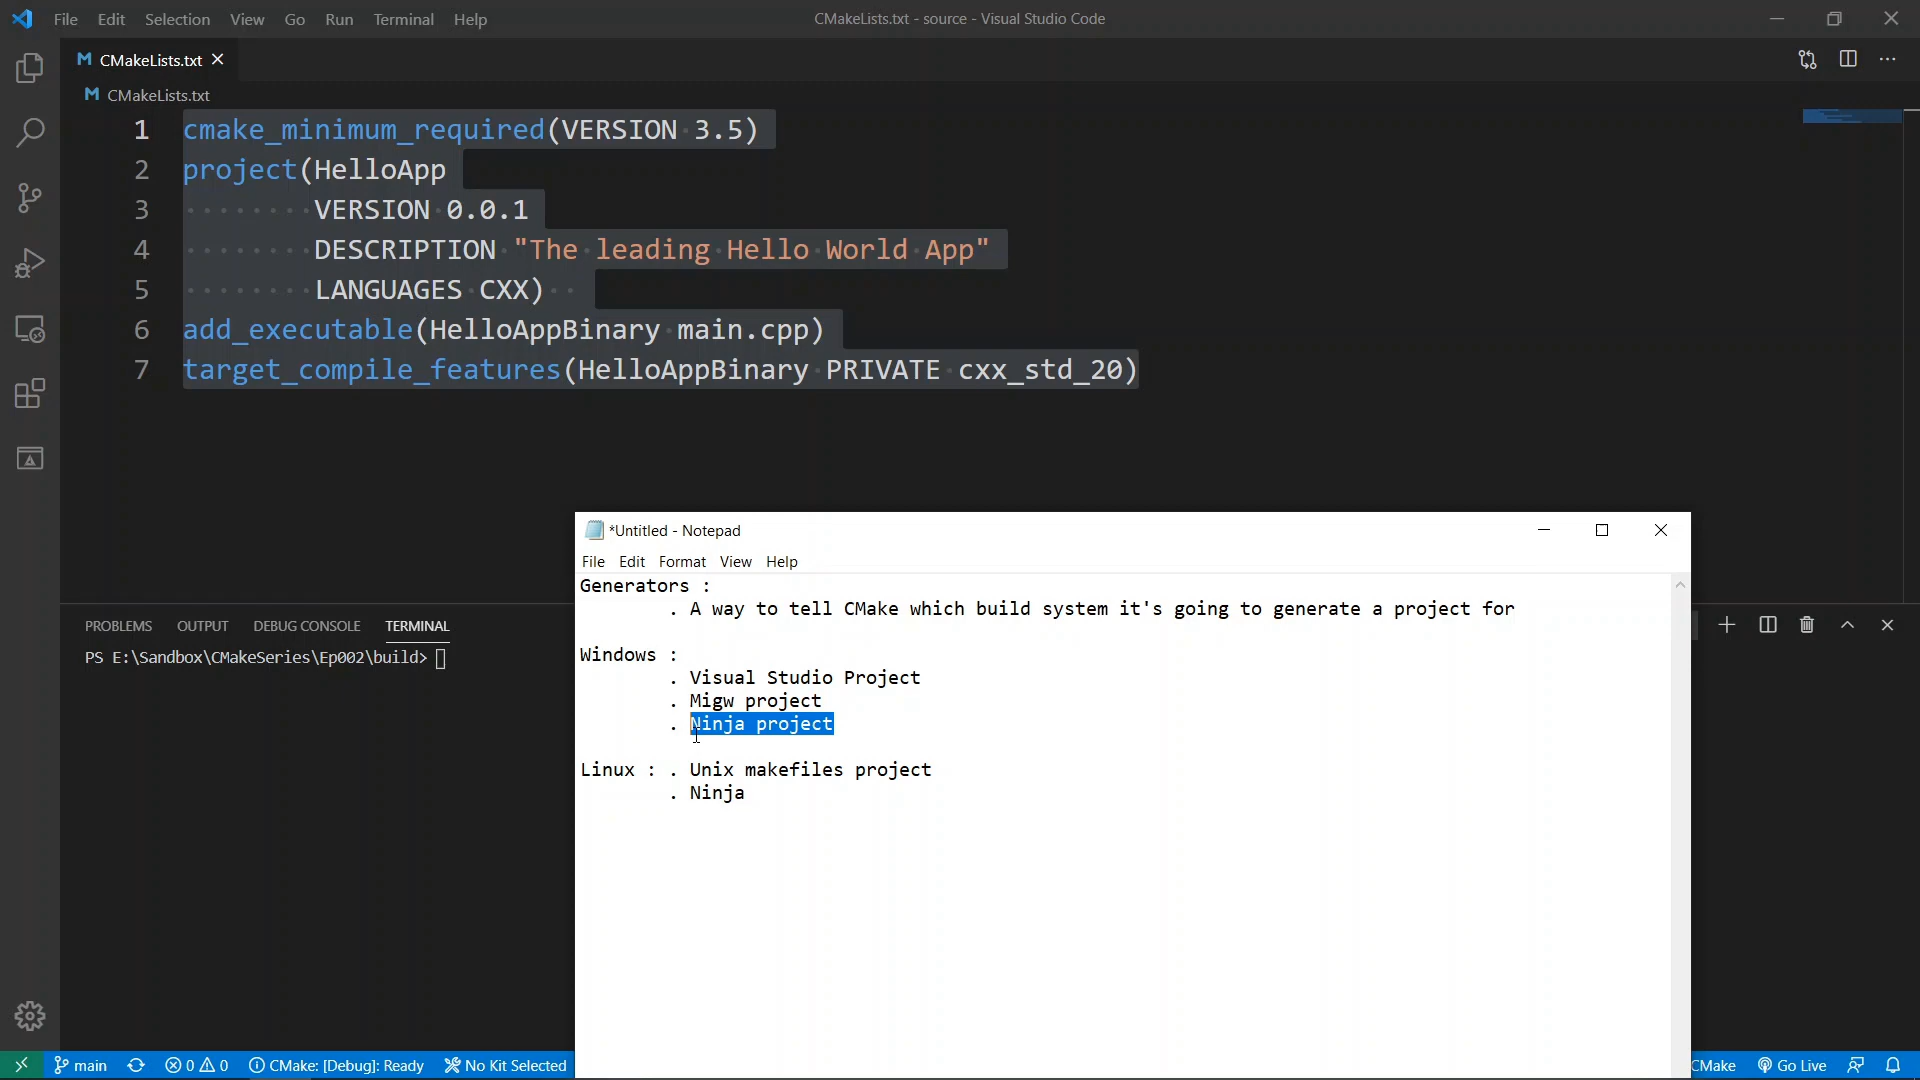 File Edit Selection View Go Run Terminal Help
CMakeLists.txt - source - Visual Studio Code
CMakeLists.txt
CMakeLists.txt
1 cmake_minimum_required(VERSION 3.5)
2 project(HelloApp
3 VERSION 0.0.1
4 DESCRIPTION "The leading Hello World App"
5 LANGUAGES CXX)
6 add_executable(HelloAppBinary main.cpp)
7 target_compile_features(HelloAppBinary PRIVATE cxx_std_20)
PROBLEMS OUTPUT DEBUG CONSOLE TERMINAL
PS E:\Sandbox\CMakeSeries\Ep002\build>
*Untitled - Notepad
File Edit Format View Help
Generators :
. A way to tell CMake which build system it's going to generate a project for
Windows :
. Visual Studio Project
. Migw project
. Ninja project
Linux : . Unix makefiles project
. Ninja
main 0 0 CMake: [Debug]: Ready No Kit Selected CMake Go Live